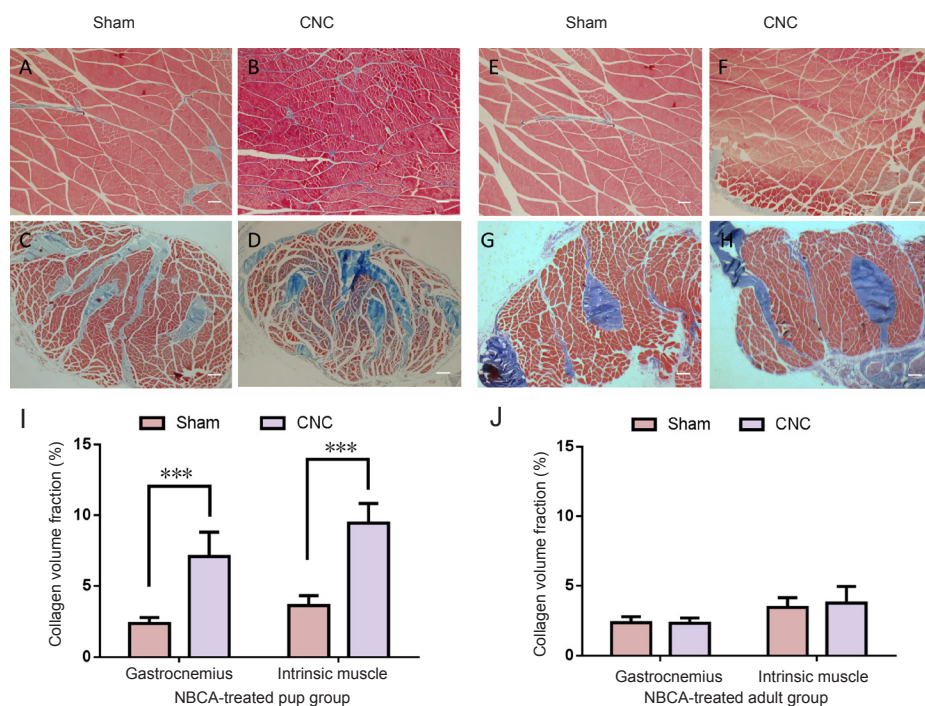 Sham CNC Sham CNC
A B E F
C D G H
I
Sham CNC
Collagen volume fraction (%)
15
10
5
0
***
***
Gastrocnemius Intrinsic muscle
NBCA-treated pup group
J
Sham CNC
Collagen volume fraction (%)
15
10
5
0
Gastrocnemius Intrinsic muscle
NBCA-treated adult group